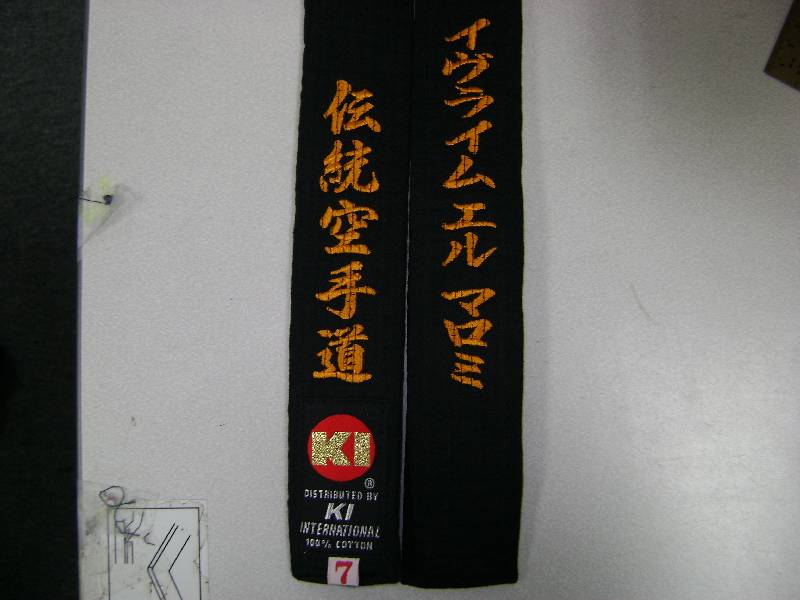 イヴライム エル マロミ
伝統空手道
KI
®
DISTRIBUTED BY
KI
INTERNATIONAL
100% COTTON
7